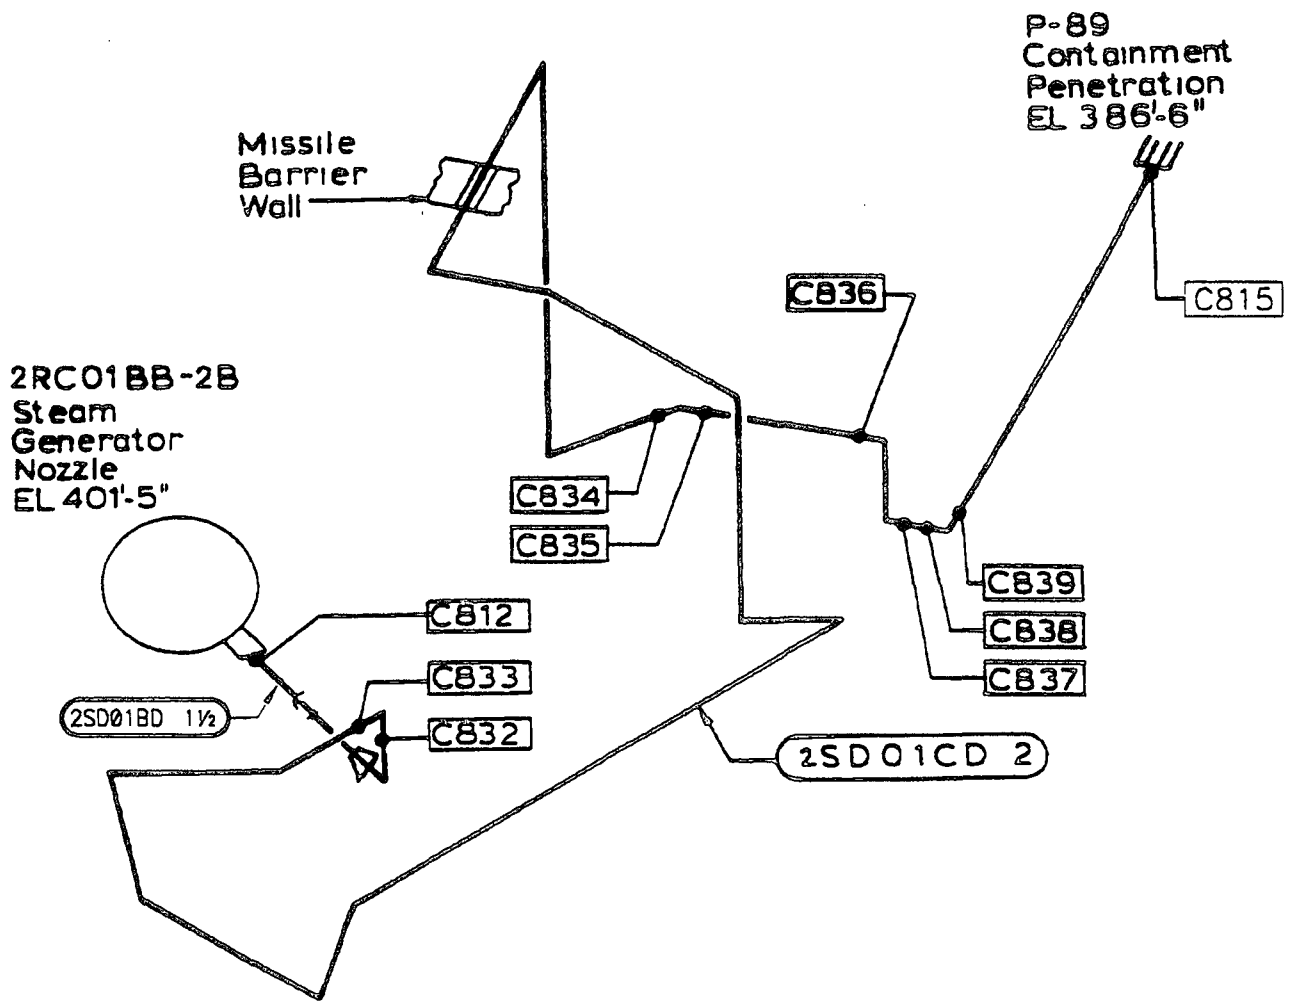 P-89
Containment
Penetration
EL 386'-6"
Missile
Barrier
Wall
C836
C815
2RC01BB-2B
Steam
Generator
Nozzle
EL 401'-5"
C834
C835
C839
C838
C837
C812
C833
C832
2SD01BD 1½
2SD01CD 2